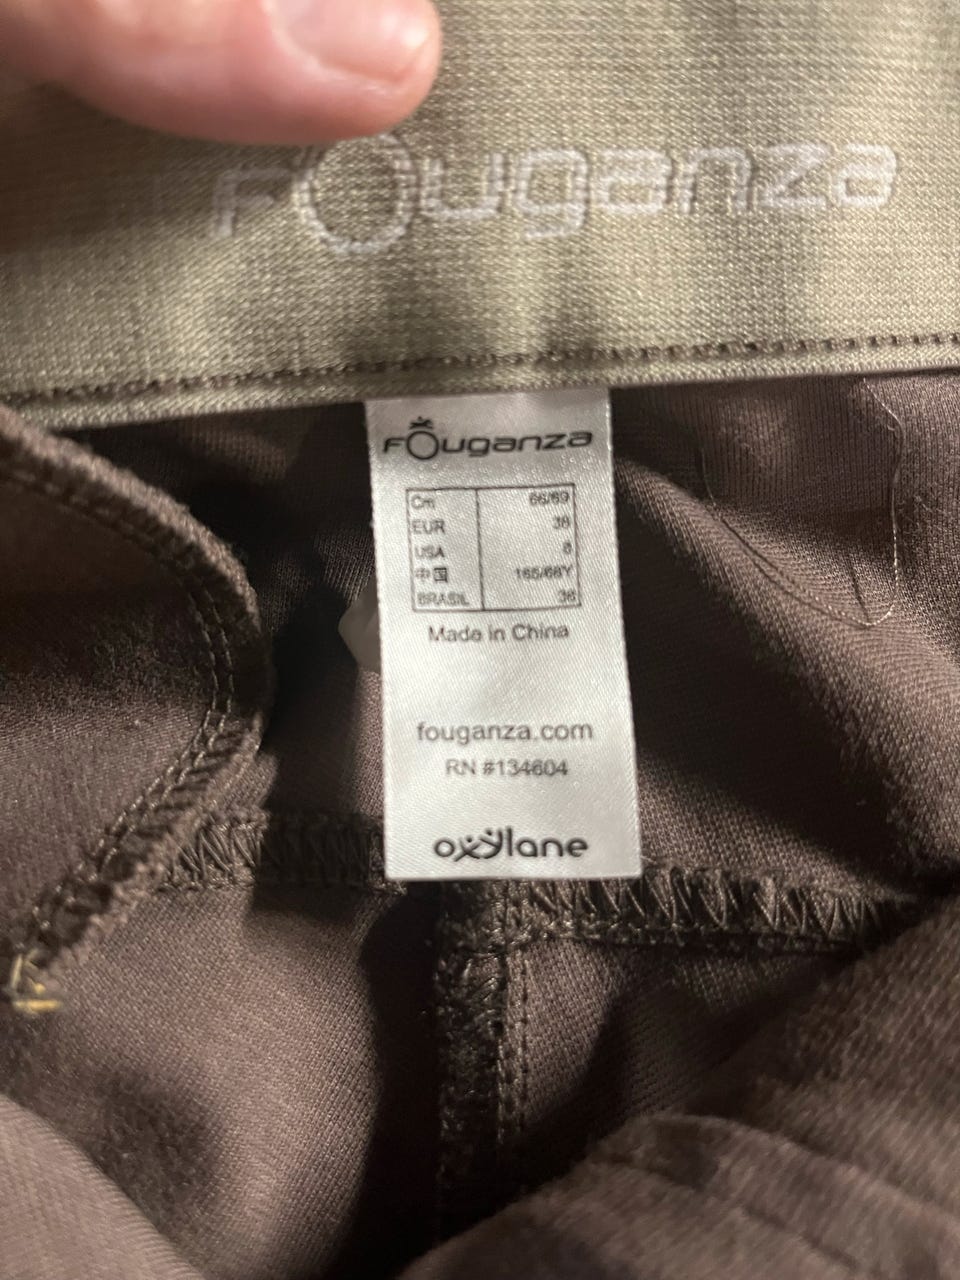 Fouganza
FOuganza
Cm 66/69
EUR 38
USA 8
中国 165/68Y
BRASIL 38
Made in China
fouganza.com
RN #134604
oxylane